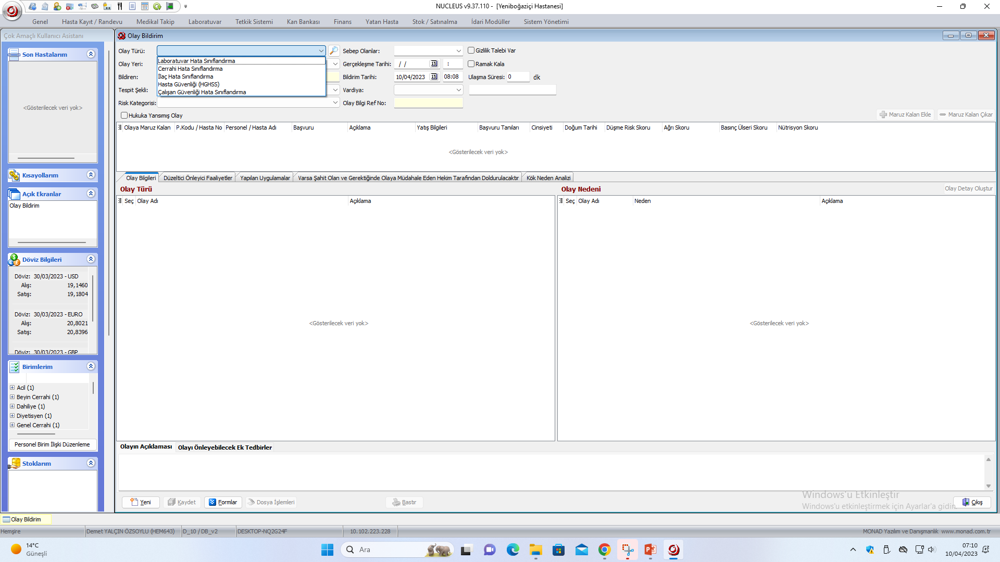 NUCLEUS v9.37.110 - [Yeniboğaziçi Hastanesi]
Genel Hasta Kayıt / Randevu Medikal Takip Laboratuvar Tetkik Sistemi Kan Bankası Finans Yatan Hasta Stok / Satınalma İdari Modüller Sistem Yönetimi
Çok Amaçlı Kullanıcı Asistanı
Son Hastalarım
<Gösterilecek veri yok>
Kısayollarım
Açık Ekranlar
Olay Bildirim
Döviz Bilgileri
Döviz: 30/03/2023 - USD
Alış: 19,1460
Satış: 19,1804
Döviz: 30/03/2023 - EURO
Alış: 20,8021
Satış: 20,8396
Döviz: 30/03/2023 - GBP
Birimlerim
Acil (1)
Beyin Cerrahi (1)
Dahiliye (1)
Diyetisyen (1)
Genel Cerrahi (1)
Personel Birim İlişki Düzenleme
Stoklarım
Olay Bildirim
Olay Türü: Sebep Olanlar: Gizlilik Talebi Var
Laboratuvar Hata Sınıflandırma
Cerrahi Hata Sınıflandırma
İlaç Hata Sınıflandırma
Hasta Güvenliği (HGHSS)
Çalışan Güvenliği Hata Sınıflandırma
Olay Yeri: Gerçekleşme Tarihi: / / 15 : Ramak Kala
Bildiren: Bildirim Tarihi: 10/04/2023 15 08:08 Ulaşma Süresi: 0 dk
Tespit Şekli: Vardiya:
Risk Kategorisi: Olay Bilgi Ref No:
Hukuka Yansımış Olay Maruz Kalan Ekle Maruz Kalan Çıkar
Olaya Maruz Kalan P.Kodu / Hasta No Personel / Hasta Adı Başvuru Açıklama Yatış Bilgileri Başvuru Tanıları Cinsiyeti Doğum Tarihi Düşme Risk Skoru Ağrı Skoru Basınç Ülseri Skoru Nütrisyon Skoru
<Gösterilecek veri yok>
Olay Bilgileri Düzeltici Önleyici Faaliyetler Yapılan Uygulamalar Varsa Şahit Olan ve Gerektiğinde Olaya Müdahale Eden Hekim Tarafından Doldurulacaktır Kök Neden Analizi
Olay Türü Olay Nedeni Olay Detay Oluştur
Seç Olay Adı Açıklama Seç Olay Adı Neden Açıklama
<Gösterilecek veri yok> <Gösterilecek veri yok>
Olayın Açıklaması Olayı Önleyebilecek Ek Tedbirler
Windows'u Etkinleştir
Windows'u etkinleştirmek için Ayarlar'a gidin.
Yeni Kaydet Formlar Dosya İşlemleri Bastır Çıkış
Olay Bildirim
Hemşire Demet YALÇIN ÖZSOYLU (HEM643) D_10 / DB_v2 DESKTOP-NQ2G24F 10.102.223.228 MONAD Yazılım ve Danışmanlık www.monad.com.tr
14°C
Güneşli
Ara
07:10
10/04/2023